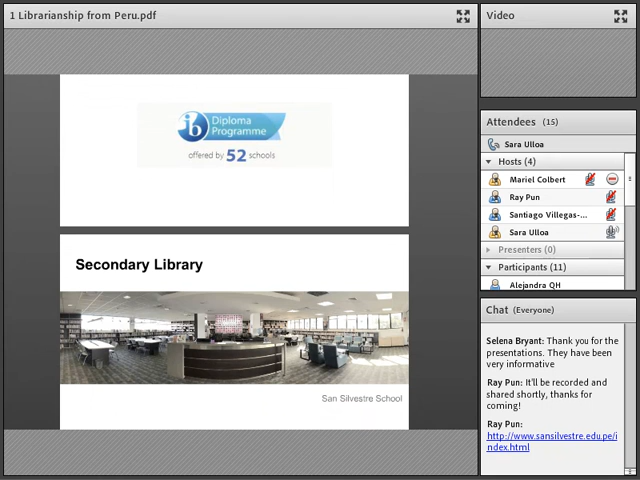 1 Librarianship from Peru.pdf
ib Diploma
Programme
offered by 52 schools
Secondary Library
San Silvestre School
Video
Attendees (15)
Sara Ulloa
Hosts (4)
Mariel Colbert
Ray Pun
Santiago Villegas-...
Sara Ulloa
Presenters (0)
Participants (11)
Alejandra QH
Chat (Everyone)
Selena Bryant: Thank you for the
presentations. They have been
very informative
Ray Pun: It'll be recorded and
shared shortly, thanks for
coming!
Ray Pun:
http://www.sansilvestre.edu.pe/i
ndex.html